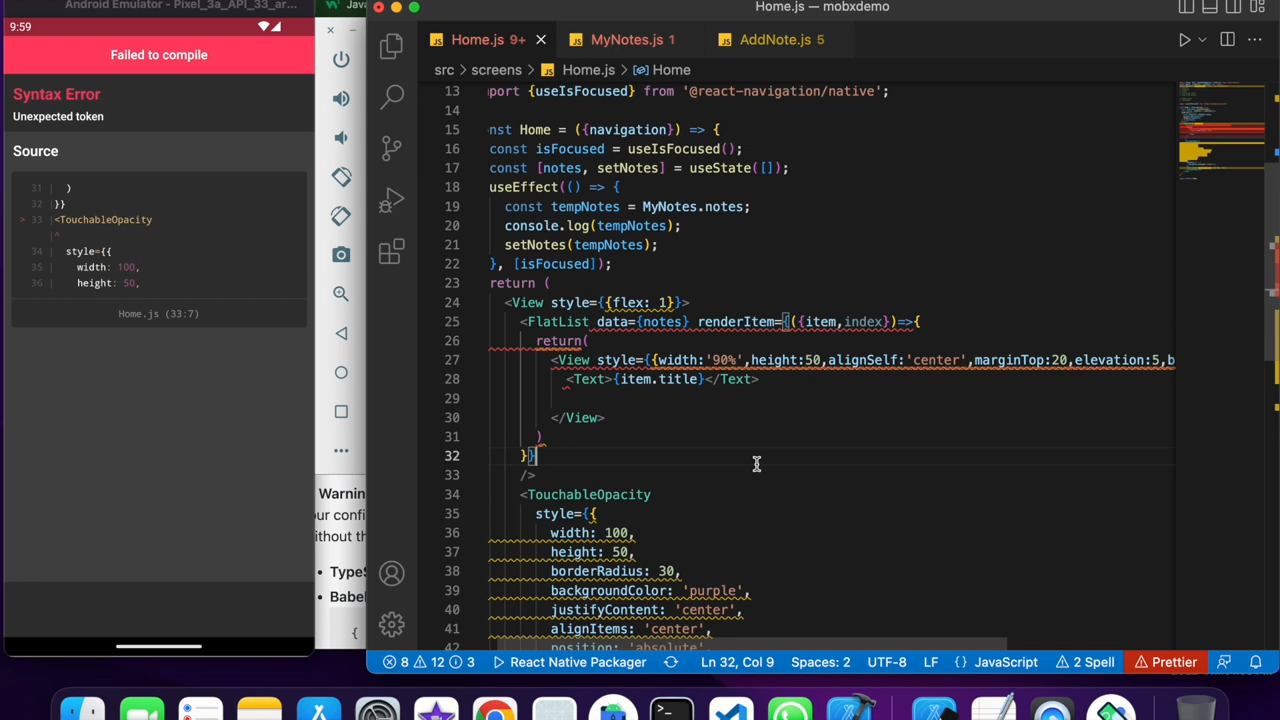 Android Emulator - Pixel_3a_API_33_ar...
9:59
Failed to compile
Syntax Error
Unexpected token
Source
31 | )
32 | }}
> 33 | <TouchableOpacity
| ^
34 | style={{
35 | width: 100,
36 | height: 50,
Home.js (33:7)
Java
Warnin
our confi
ithout th
• TypeS
• Babe
{
Home.js — mobxdemo
Home.js 9+
MyNotes.js 1
AddNote.js 5
src > screens > Home.js > Home
13 port {useIsFocused} from '@react-navigation/native';
14
15 nst Home = ({navigation}) => {
16 const isFocused = useIsFocused();
17 const [notes, setNotes] = useState([]);
18 useEffect(() => {
19 const tempNotes = MyNotes.notes;
20 console.log(tempNotes);
21 setNotes(tempNotes);
22 }, [isFocused]);
23 return (
24 <View style={{flex: 1}}>
25 <FlatList data={notes} renderItem={({item,index})=>{
26 return(
27 <View style={{width:'90%',height:50,alignSelf:'center',marginTop:20,elevation:5,b
28 <Text>{item.title}</Text>
29
30 </View>
31 )
32 }}
33 />
34 <TouchableOpacity
35 style={{
36 width: 100,
37 height: 50,
38 borderRadius: 30,
39 backgroundColor: 'purple',
40 justifyContent: 'center',
41 alignItems: 'center',
42 position: 'absolute',
8 12 3 React Native Packager Ln 32, Col 9 Spaces: 2 UTF-8 LF {} JavaScript 2 Spell Prettier